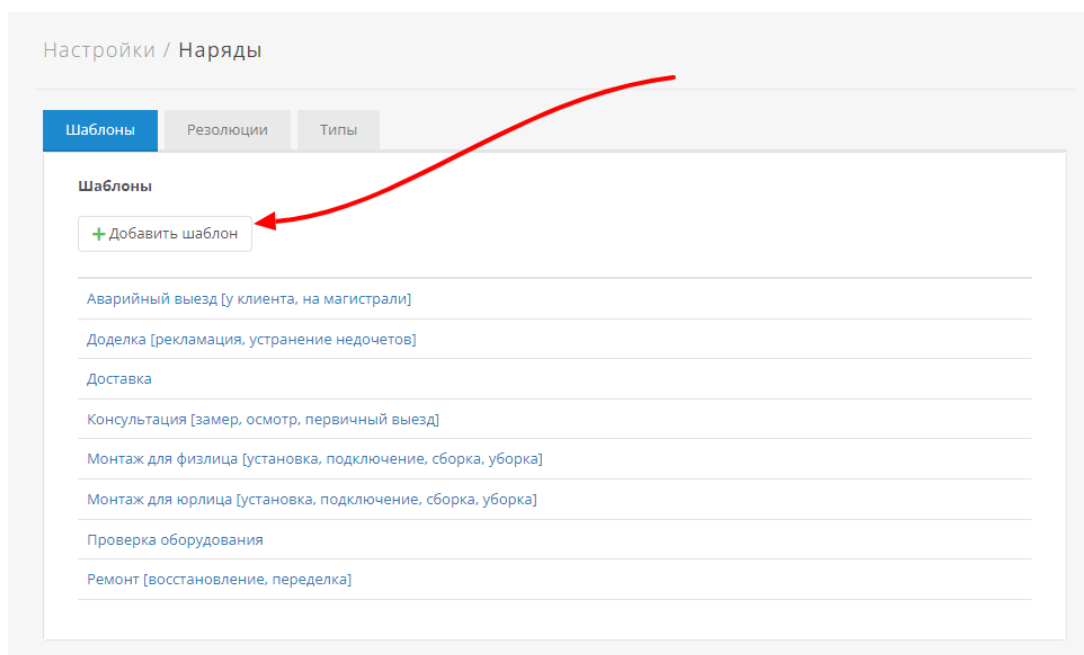 Настройки / Наряды
Шаблоны Резолюции Типы
Шаблоны
+ Добавить шаблон
Аварийный выезд [у клиента, на магистрали]
Доделка [рекламация, устранение недочетов]
Доставка
Консультация [замер, осмотр, первичный выезд]
Монтаж для физлица [установка, подключение, сборка, уборка]
Монтаж для юрлица [установка, подключение, сборка, уборка]
Проверка оборудования
Ремонт [восстановление, переделка]